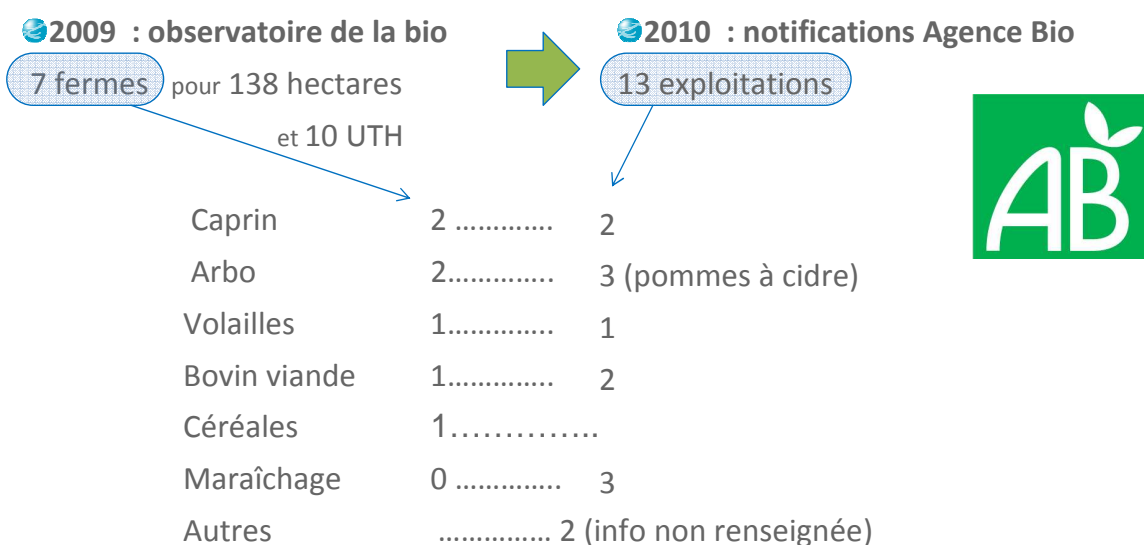 2009 : observatoire de la bio
2010 : notifications Agence Bio
7 fermes pour 138 hectares
13 exploitations
et 10 UTH
AB
Caprin 2 …………. 2
Arbo 2………….. 3 (pommes à cidre)
Volailles 1………….. 1
Bovin viande 1………….. 2
Céréales 1…………..
Maraîchage 0 ………….. 3
Autres …………… 2 (info non renseignée)